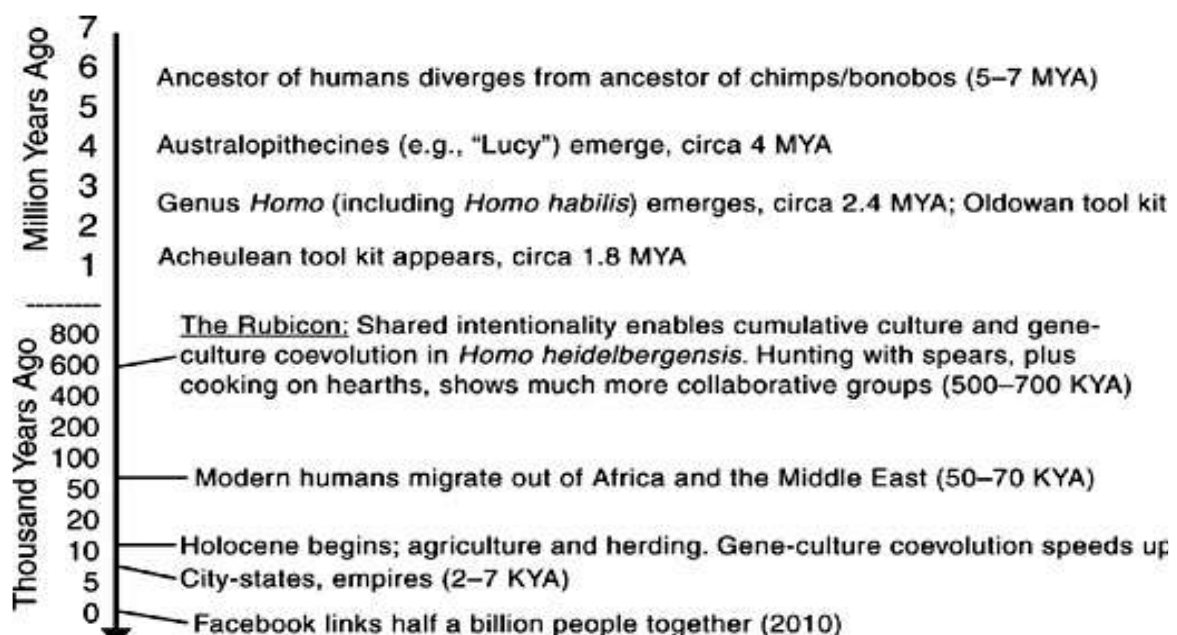 Million Years Ago
7
6
Ancestor of humans diverges from ancestor of chimps/bonobos (5–7 MYA)
5
4
Australopithecines (e.g., “Lucy”) emerge, circa 4 MYA
3
Genus Homo (including Homo habilis) emerges, circa 2.4 MYA; Oldowan tool kit
2
1
Acheulean tool kit appears, circa 1.8 MYA
Thousand Years Ago
800
The Rubicon: Shared intentionality enables cumulative culture and gene-
600
culture coevolution in Homo heidelbergensis. Hunting with spears, plus
400
cooking on hearths, shows much more collaborative groups (500–700 KYA)
200
100
50
Modern humans migrate out of Africa and the Middle East (50–70 KYA)
20
10
Holocene begins; agriculture and herding. Gene-culture coevolution speeds up
5
City-states, empires (2–7 KYA)
0
Facebook links half a billion people together (2010)